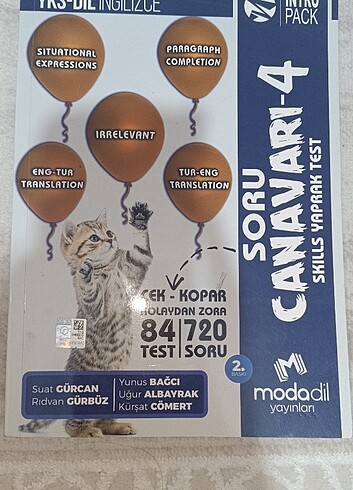 YKS-DİL İNGİLİZCE
INTRO
PACK
SITUATIONAL
EXPRESSIONS
PARAGRAPH
COMPLETION
IRRELEVANT
ENG-TUR
TRANSLATION
TUR-ENG
TRANSLATION
SORU
CANAVARI-4
SKILLS YAPRAK TEST
ÇEK - KOPAR
KOLAYDAN ZORA
84 720
TEST SORU
2.
BASKI
Suat GÜRCAN
Rıdvan GÜRBÜZ
Yunus BAĞCI
Uğur ALBAYRAK
Kürşat CÖMERT
modadil
yayınları